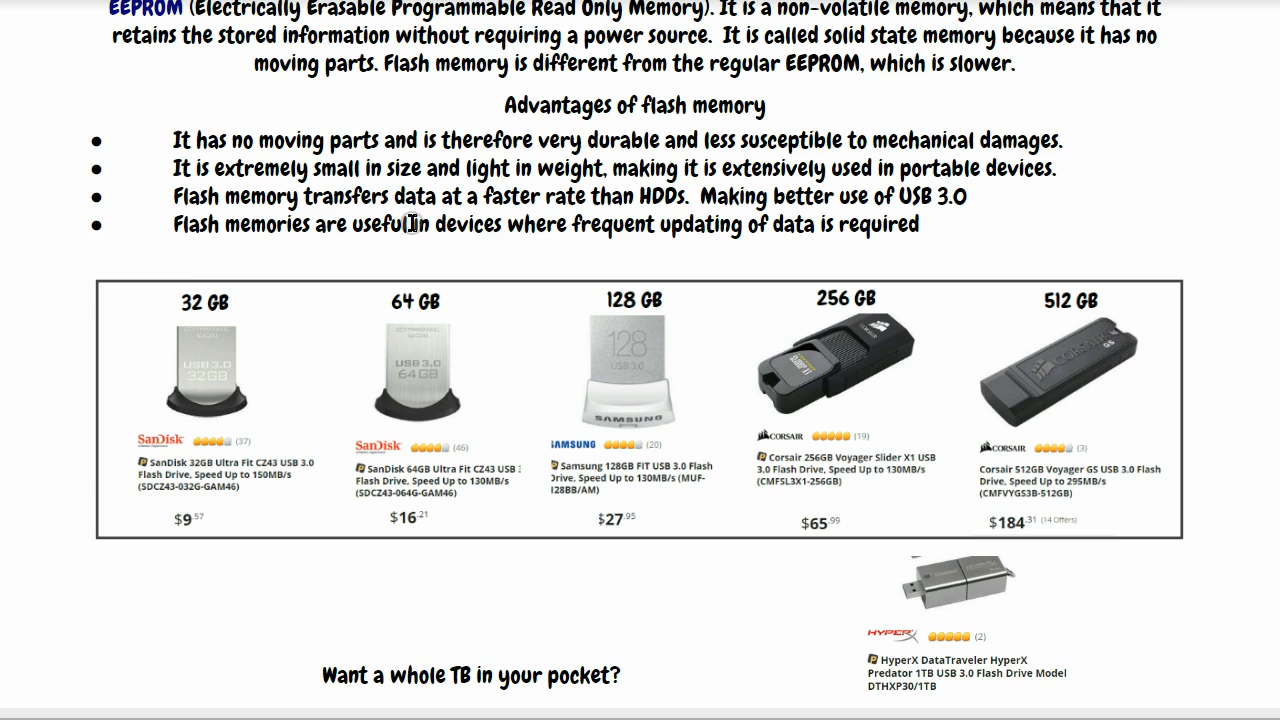 EEPROM (Electrically Erasable Programmable Read Only Memory). It is a non-volatile memory, which means that it
retains the stored information without requiring a power source. It is called solid state memory because it has no
moving parts. Flash memory is different from the regular EEPROM, which is slower.
Advantages of flash memory
• It has no moving parts and is therefore very durable and less susceptible to mechanical damages.
• It is extremely small in size and light in weight, making it is extensively used in portable devices.
• Flash memory transfers data at a faster rate than HDDs. Making better use of USB 3.0
• Flash memories are useful in devices where frequent updating of data is required
32 GB
64 GB
128 GB
256 GB
512 GB
USB 3.0
32GB
USB 3.0
64GB
128
USB 3.0
SAMSUNG
CORSAIR
GS
SanDisk (37)
SanDisk 32GB Ultra Fit CZ43 USB 3.0
Flash Drive, Speed Up to 150MB/s
(SDCZ43-032G-GAM46)
$9.57
SanDisk (46)
SanDisk 64GB Ultra Fit CZ43 USB
Flash Drive, Speed Up to 130MB/s
(SDCZ43-064G-GAM46)
$16.21
SAMSUNG (20)
Samsung 128GB FIT USB 3.0 Flash
Drive, Speed Up to 130MB/s (MUF-
128BB/AM)
$27.95
CORSAIR (19)
Corsair 256GB Voyager Slider X1 USB
3.0 Flash Drive, Speed Up to 130MB/s
(CMFSL3X1-256GB)
$65.99
CORSAIR (3)
Corsair 512GB Voyager GS USB 3.0 Flash
Drive, Speed Up to 295MB/s
(CMFVYGS3B-512GB)
$184.31 (14 Offers)
HYPERX (2)
HyperX DataTraveler HyperX
Predator 1TB USB 3.0 Flash Drive Model
DTHXP30/1TB
Want a whole TB in your pocket?